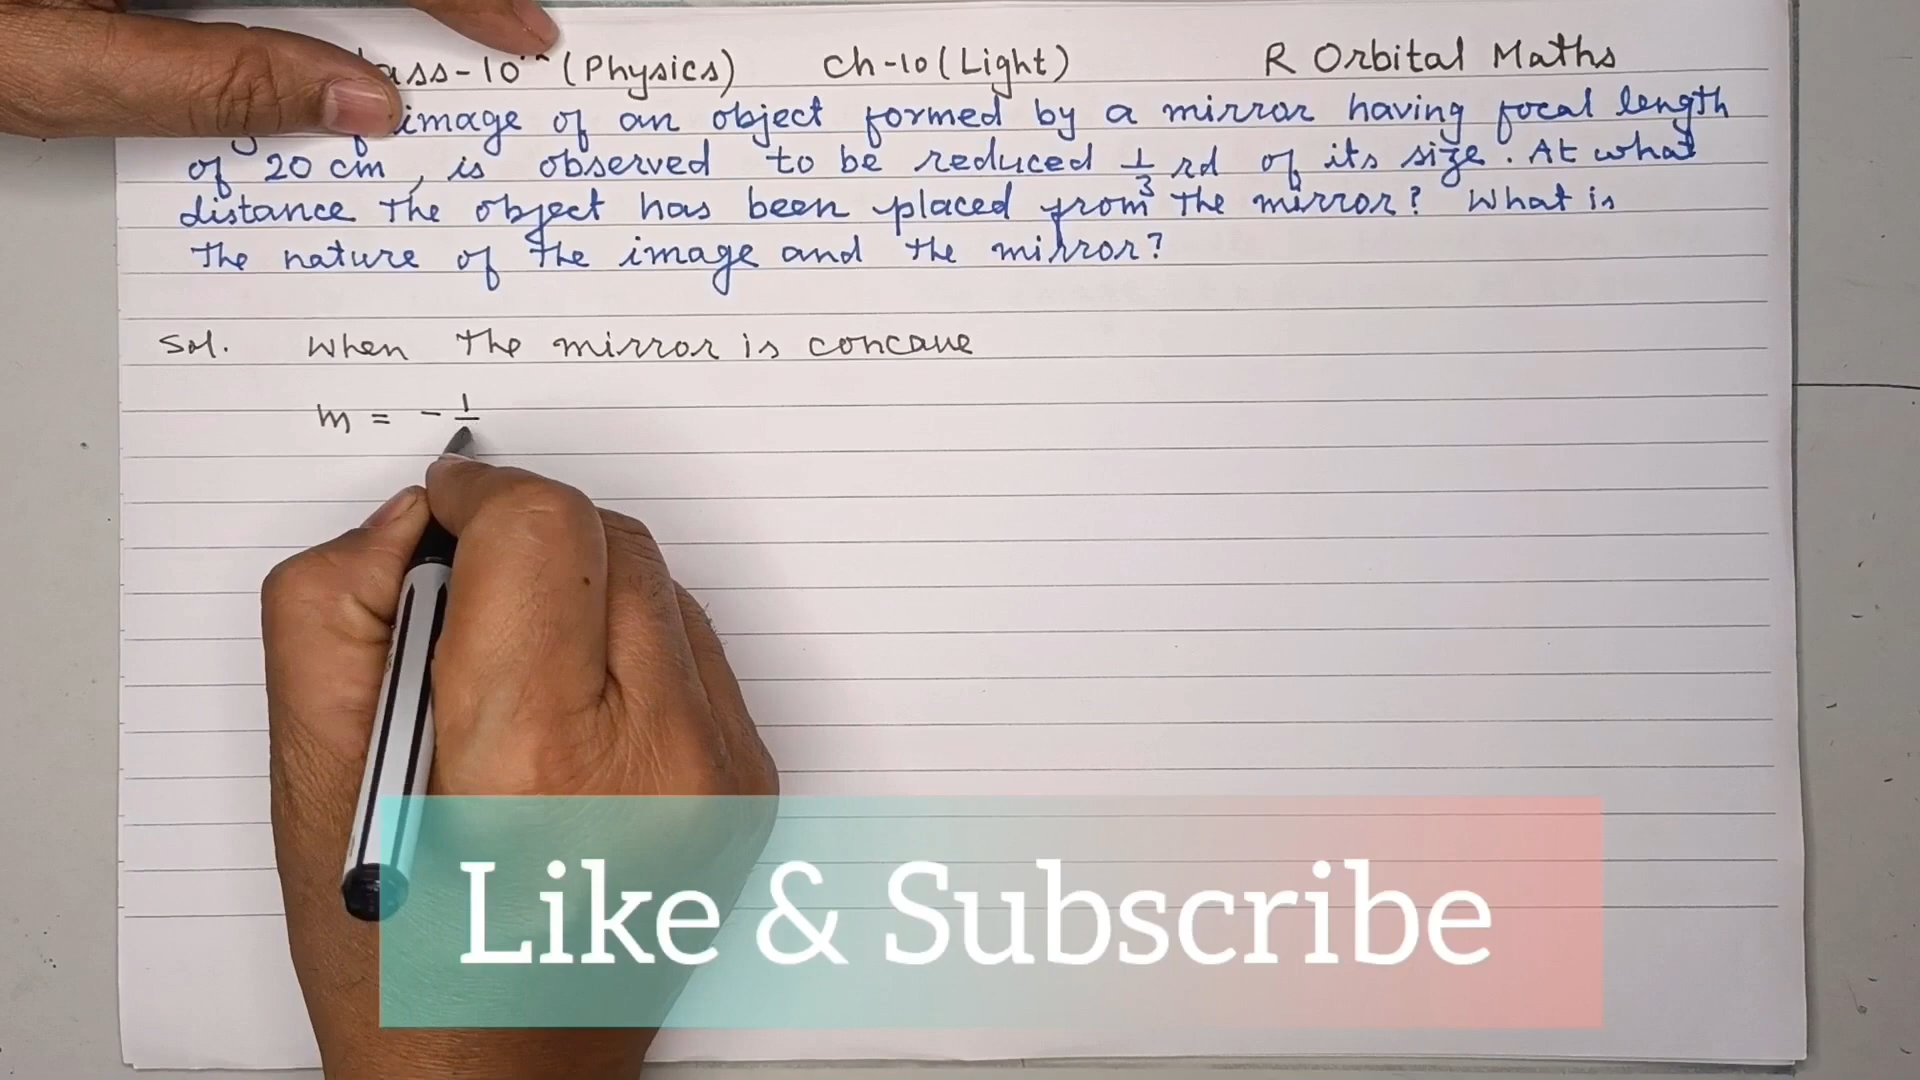 ass-10 (Physics) Ch-10 (Light) R Orbital Maths
image of an object formed by a mirror having focal length
of 20 cm, is observed to be reduced 1/3 rd of its size. At what
distance the object has been placed from the mirror? What is
the nature of the image and the mirror?
Sol. When the mirror is concave
m = - 1
Like & Subscribe